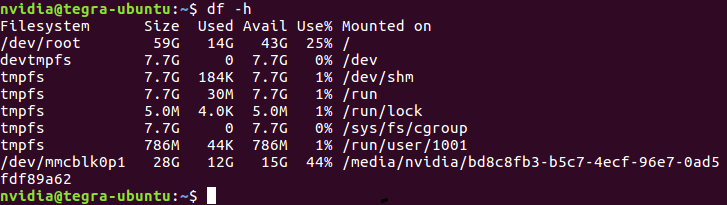 nvidia@tegra-ubuntu:~$ df -h
Filesystem      Size  Used Avail Use% Mounted on
/dev/root        59G   14G   43G  25% /
devtmpfs        7.7G     0  7.7G   0% /dev
tmpfs           7.7G  184K  7.7G   1% /dev/shm
tmpfs           7.7G   30M  7.7G   1% /run
tmpfs           5.0M  4.0K  5.0M   1% /run/lock
tmpfs           7.7G     0  7.7G   0% /sys/fs/cgroup
tmpfs           786M   44K  786M   1% /run/user/1001
/dev/mmcblk0p1   28G   12G   15G  44% /media/nvidia/bd8c8fb3-b5c7-4ecf-96e7-0ad5
fdf89a62
nvidia@tegra-ubuntu:~$